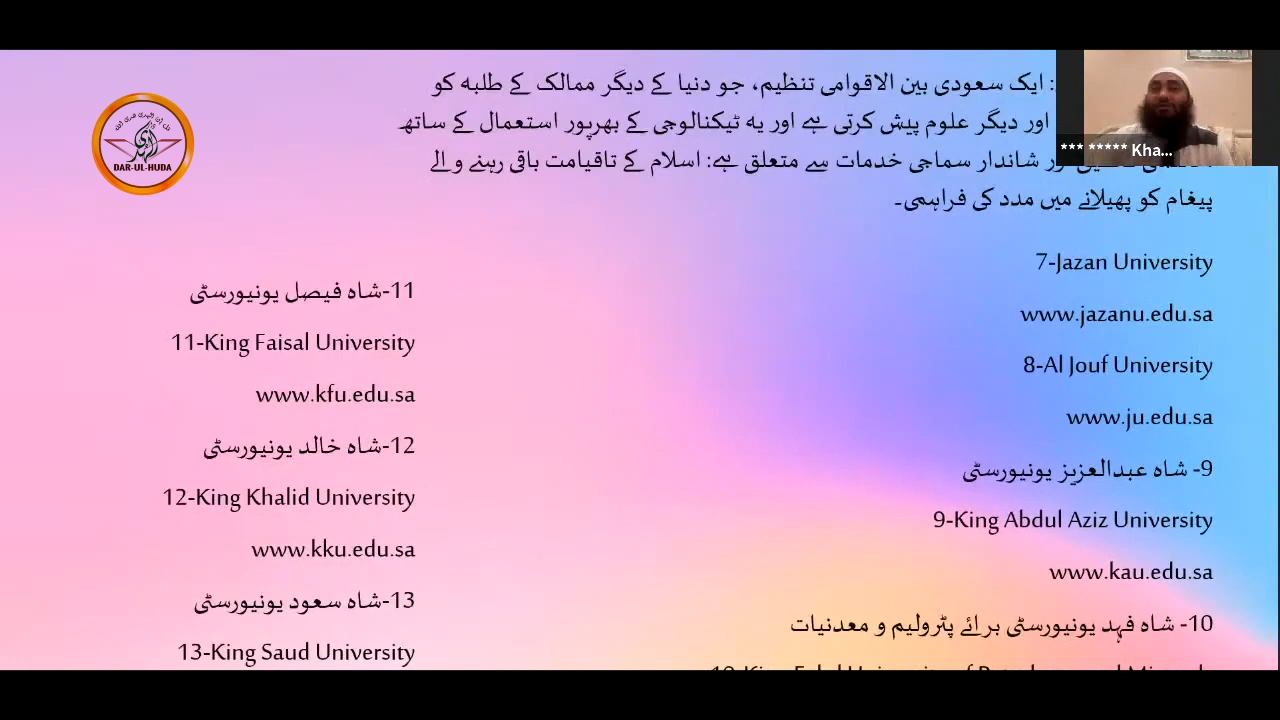 : ایک سعودی بین الاقوامی تنظیم، جو دنیا کے دیگر ممالک کے طلبہ کو
اور دیگر علوم پیش کرتی ہے اور یہ ٹیکنالوجی کے بھرپور استعمال کے ساتھ
شاندار سماجی خدمات سے متعلق ہے: اسلام کے تاقیامت باقی رہنے والے
پیغام کو پھیلانے میں مدد کی فراہمی۔
7-Jazan University
www.jazanu.edu.sa
8-Al Jouf University
www.ju.edu.sa
9- شاہ عبدالعزیز یونیورسٹی
9-King Abdul Aziz University
www.kau.edu.sa
10- شاہ فہد یونیورسٹی برائے پٹرولیم و معدنیات
11-شاہ فیصل یونیورسٹی
11-King Faisal University
www.kfu.edu.sa
12-شاہ خالد یونیورسٹی
12-King Khalid University
www.kku.edu.sa
13-شاہ سعود یونیورسٹی
13-King Saud University
DAR-UL-HUDA
*** ***** Kha...